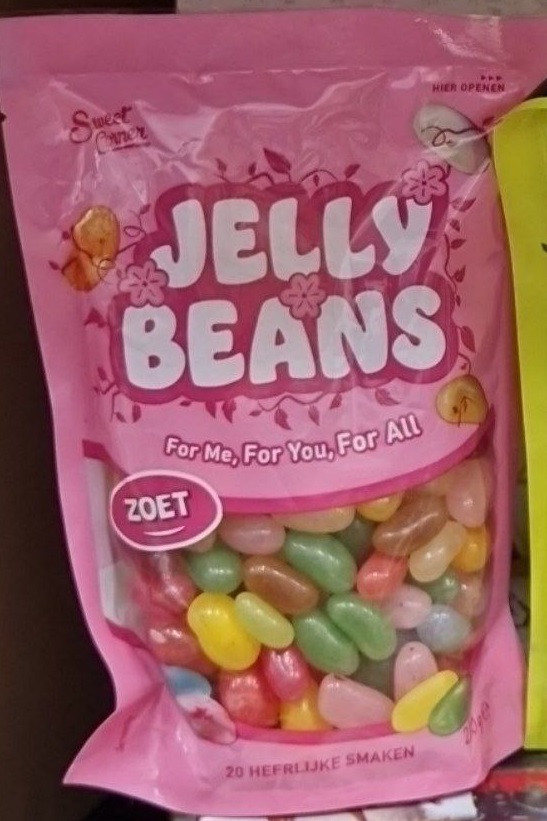 HIER OPENEN
Sweet
Corner
JELLY
BEANS
For Me, For You, For All
ZOET
20 HEERLIJKE SMAKEN